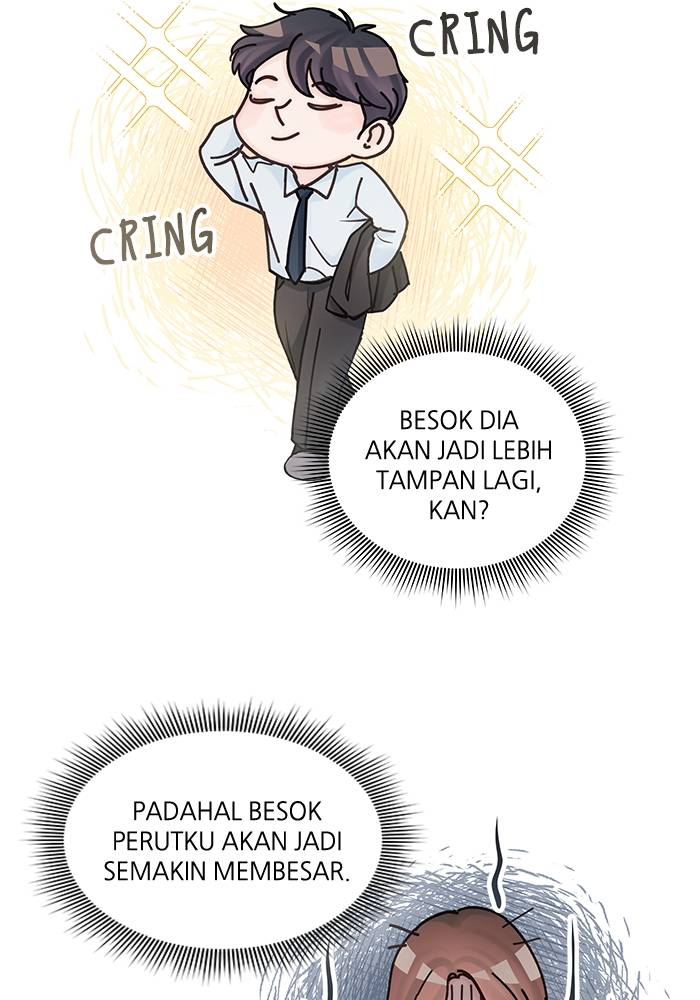 CRING
CRING
BESOK DIA
AKAN JADI LEBIH
TAMPAN LAGI,
KAN?
PADAHAL BESOK
PERUTKU AKAN JADI
SEMAKIN MEMBESAR.